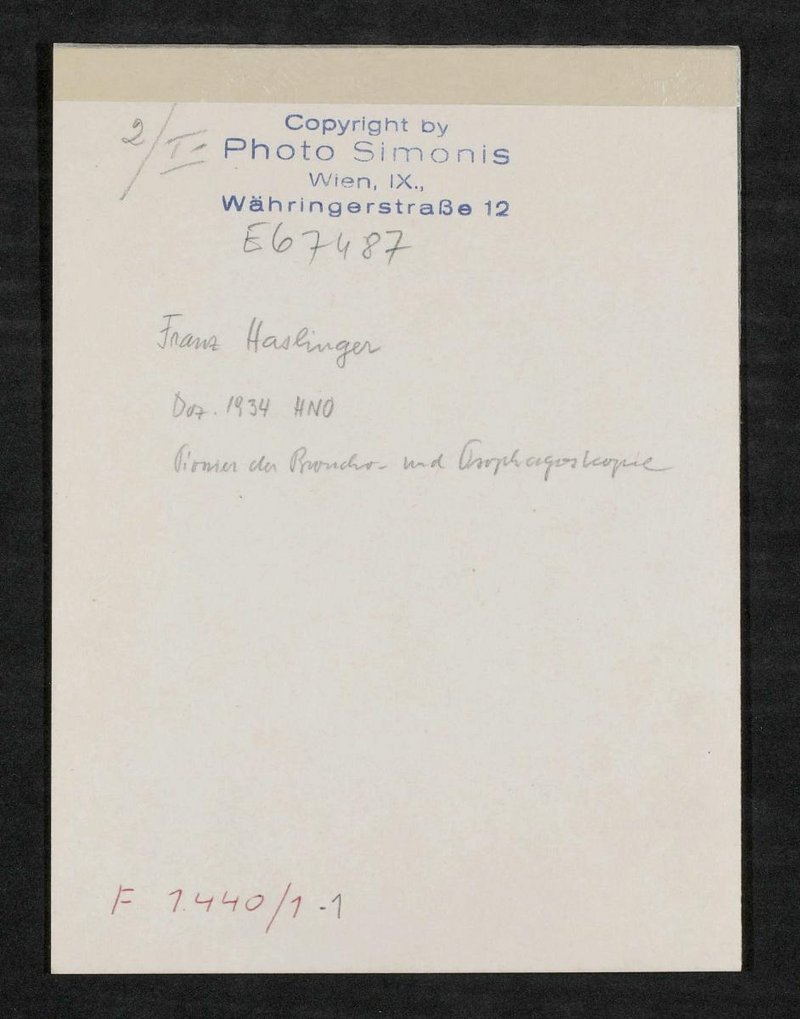 2/I-
Copyright by
Photo Simonis
Wien, IX.,
Währingerstraße 12
E67487
Franz Haslinger
Doz. 1934 HNO
Pionier der Broncho- und Ösophagoskopie
F 1.440/1-1